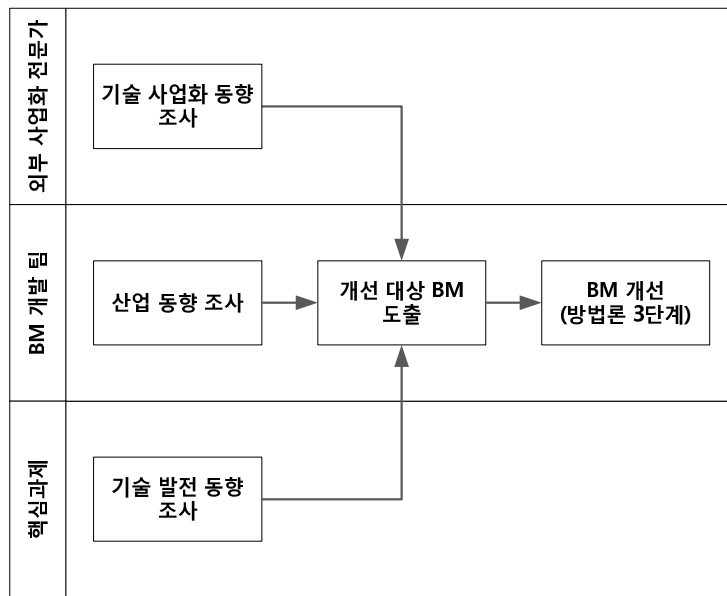 외부 사업화 전문가
기술 사업화 동향
조사
BM 개발 팀
산업 동향 조사
개선 대상 BM
도출
BM 개선
(방법론 3단계)
핵심과제
기술 발전 동향
조사